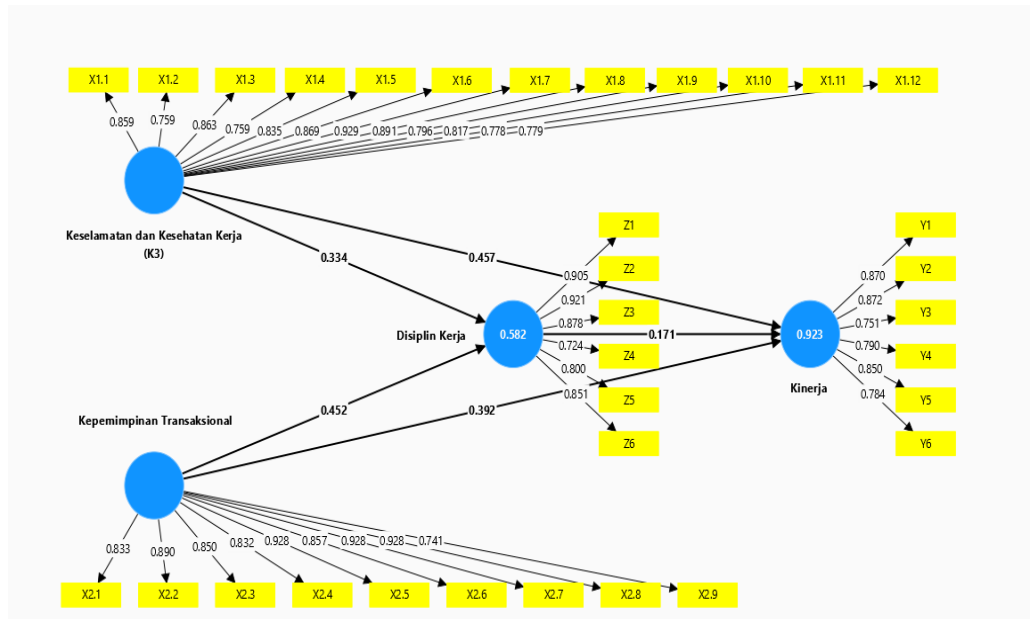 X1.1 X1.2 X1.3 X1.4 X1.5 X1.6 X1.7 X1.8 X1.9 X1.10 X1.11 X1.12
0.859 0.759 0.863 0.759 0.835 0.869 0.929 0.891 0.796 0.817 0.778 0.779
Keselamatan dan Kesehatan Kerja
(K3)
0.334
0.457
Z1
Z2
Z3
Z4
Z5
Z6
0.905
0.921
0.878
0.724
0.800
0.851
Disiplin Kerja
0.582
0.171
Y1
Y2
Y3
Y4
Y5
Y6
0.870
0.872
0.751
0.790
0.850
0.784
0.923
Kinerja
0.452
0.392
Kepemimpinan Transaksional
0.833 0.890 0.850 0.832 0.928 0.857 0.928 0.928 0.741
X2.1 X2.2 X2.3 X2.4 X2.5 X2.6 X2.7 X2.8 X2.9